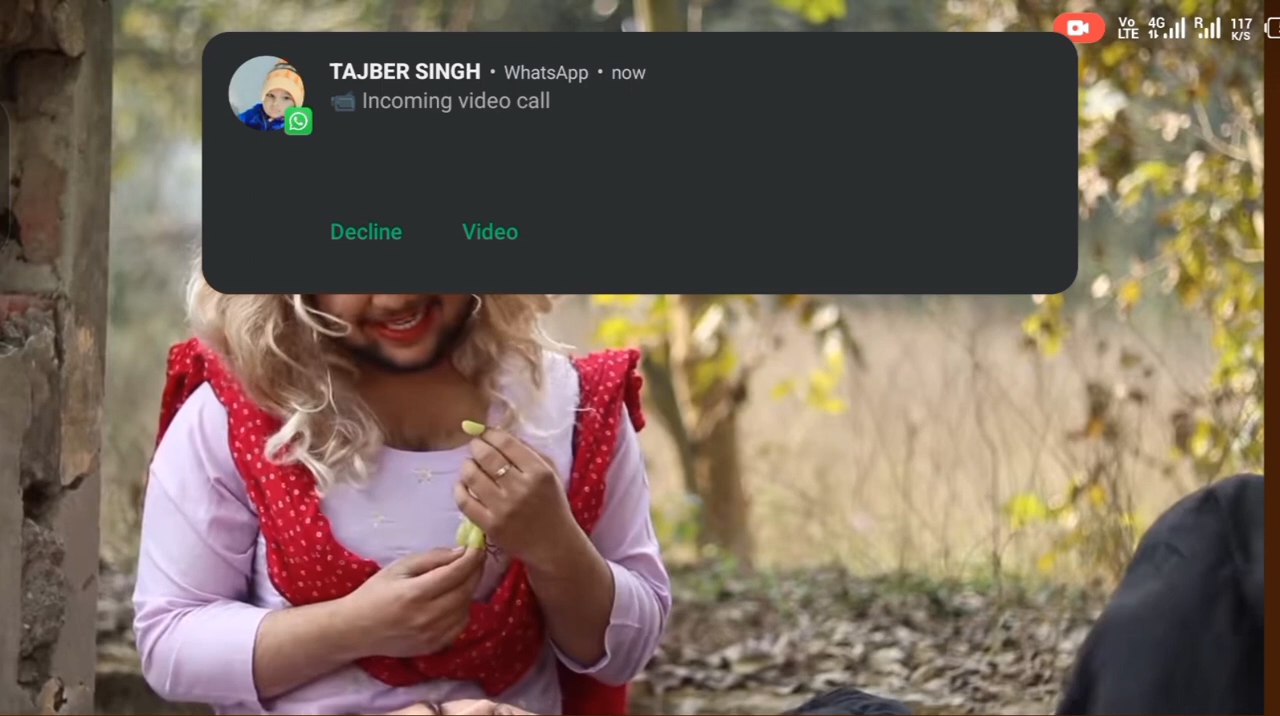 Vo
LTE
4G
R
117
K/S
TAJBER SINGH • WhatsApp • now
Incoming video call
Decline Video